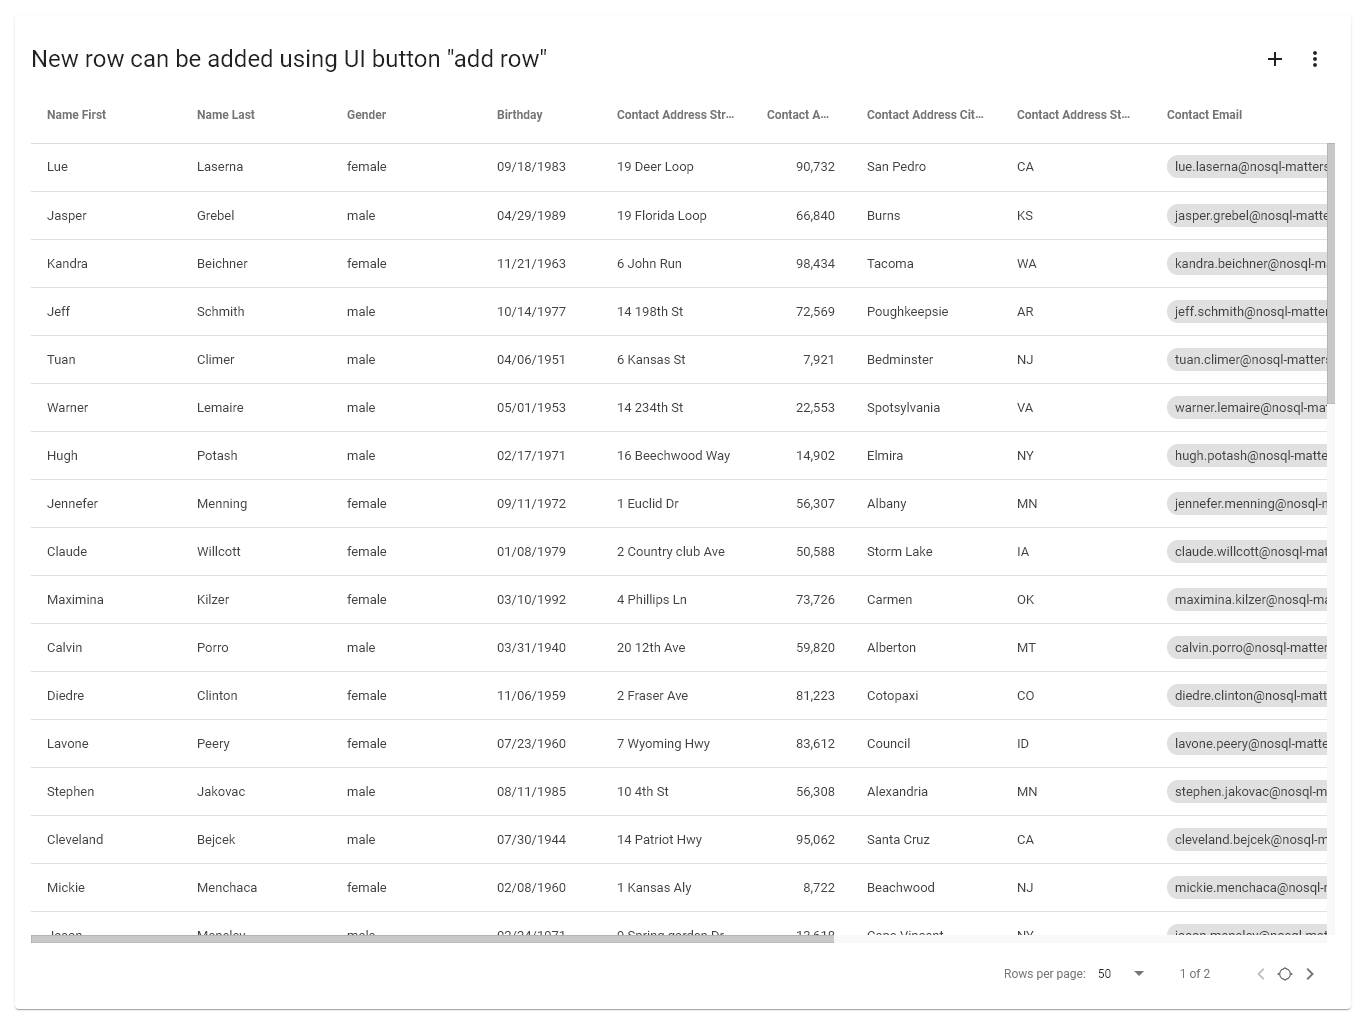 New row can be added using UI button "add row"
Name First Name Last Gender Birthday Contact Address Str... Contact A... Contact Address Cit... Contact Address St... Contact Email
Lue Laserna female 09/18/1983 19 Deer Loop 90,732 San Pedro CA lue.laserna@nosql-matters
Jasper Grebel male 04/29/1989 19 Florida Loop 66,840 Burns KS jasper.grebel@nosql-matte
Kandra Beichner female 11/21/1963 6 John Run 98,434 Tacoma WA kandra.beichner@nosql-m
Jeff Schmith male 10/14/1977 14 198th St 72,569 Poughkeepsie AR jeff.schmith@nosql-matter
Tuan Climer male 04/06/1951 6 Kansas St 7,921 Bedminster NJ tuan.climer@nosql-matters
Warner Lemaire male 05/01/1953 14 234th St 22,553 Spotsylvania VA warner.lemaire@nosql-mat
Hugh Potash male 02/17/1971 16 Beechwood Way 14,902 Elmira NY hugh.potash@nosql-matte
Jennefer Menning female 09/11/1972 1 Euclid Dr 56,307 Albany MN jennefer.menning@nosql-n
Claude Willcott female 01/08/1979 2 Country club Ave 50,588 Storm Lake IA claude.willcott@nosql-mat
Maximina Kilzer female 03/10/1992 4 Phillips Ln 73,726 Carmen OK maximina.kilzer@nosql-ma
Calvin Porro male 03/31/1940 20 12th Ave 59,820 Alberton MT calvin.porro@nosql-matter
Diedre Clinton female 11/06/1959 2 Fraser Ave 81,223 Cotopaxi CO diedre.clinton@nosql-matt
Lavone Peery female 07/23/1960 7 Wyoming Hwy 83,612 Council ID lavone.peery@nosql-matte
Stephen Jakovac male 08/11/1985 10 4th St 56,308 Alexandria MN stephen.jakovac@nosql-m
Cleveland Bejcek male 07/30/1944 14 Patriot Hwy 95,062 Santa Cruz CA cleveland.bejcek@nosql-m
Mickie Menchaca female 02/08/1960 1 Kansas Aly 8,722 Beachwood NJ mickie.menchaca@nosql-r
Rows per page: 50 1 of 2